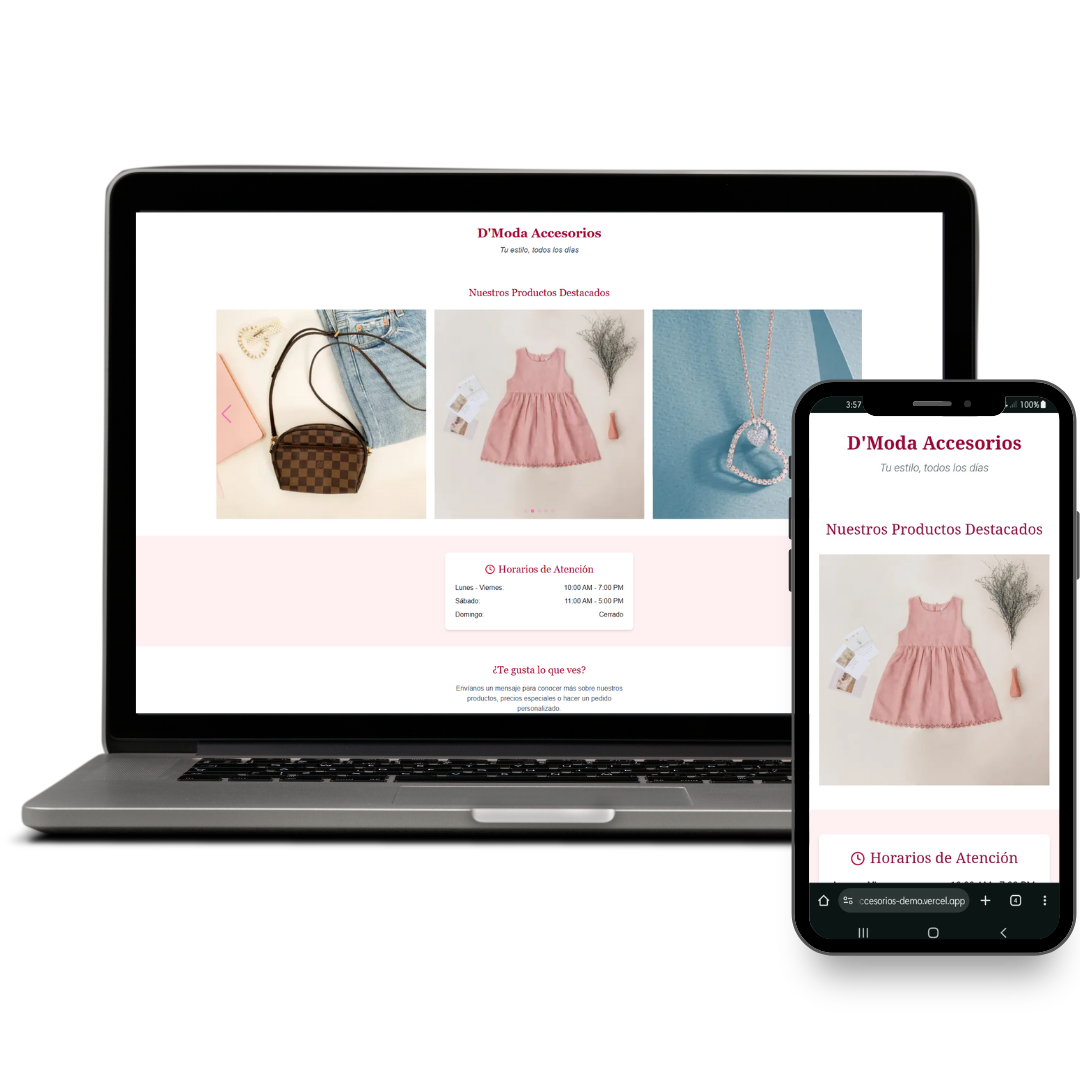 D'Moda Accesorios
Tu estilo, todos los días
Nuestros Productos Destacados
Horarios de Atención
Lunes - Viernes: 10:00 AM - 7:00 PM
Sábado: 11:00 AM - 5:00 PM
Domingo: Cerrado
¿Te gusta lo que ves?
Envíanos un mensaje para conocer más sobre nuestros
productos, precios especiales o hacer un pedido
personalizado.
3:57 100%
D'Moda Accesorios
Tu estilo, todos los días
Nuestros Productos Destacados
Horarios de Atención
ccesorios-demo.vercel.app 4